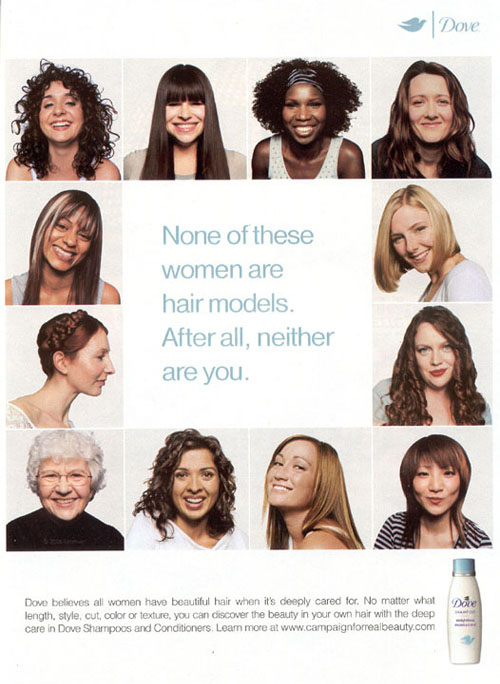 Dove
None of these
women are
hair models.
After all, neither
are you.
Dove believes all women have beautiful hair when it's deeply cared for. No matter what
length, style, cut, color or texture, you can discover the beauty in your own hair with the deep
care in Dove Shampoos and Conditioners. Learn more at www.campaignforrealbeauty.com
Dove